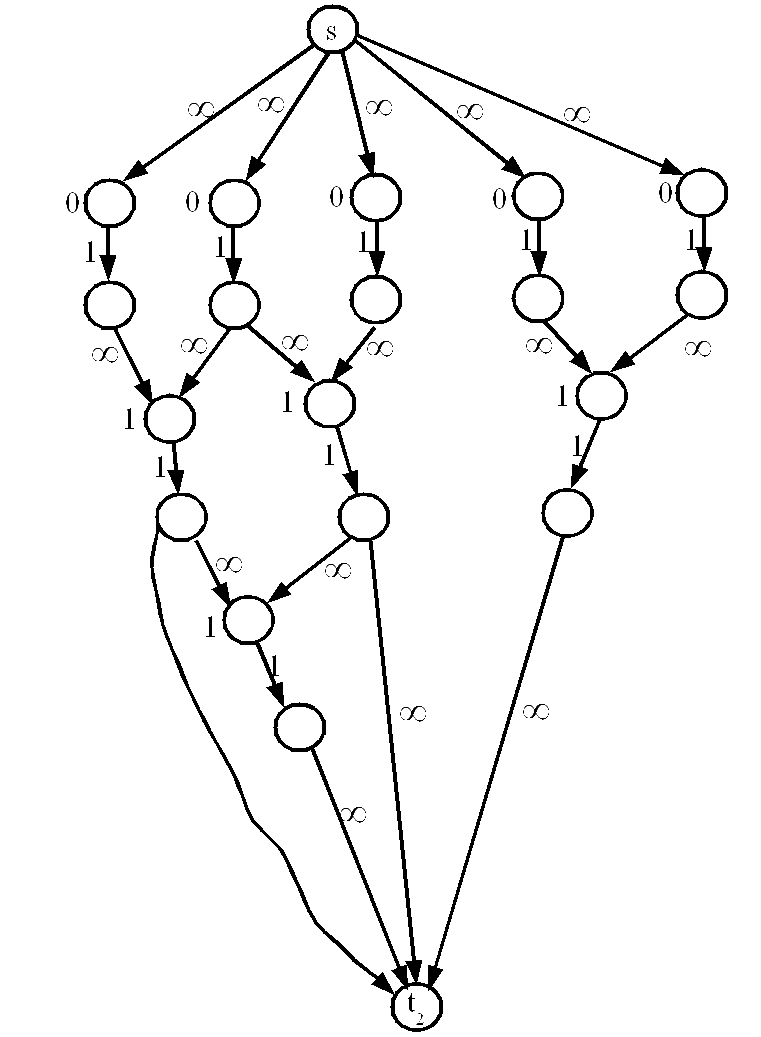 s
∞ ∞ ∞ ∞ ∞
0 0 0 0 0
1 1 1 1 1
∞ ∞ ∞ ∞ ∞ ∞
1 1 1
1 1 1
∞ ∞
1
1
∞ ∞
∞
t₂